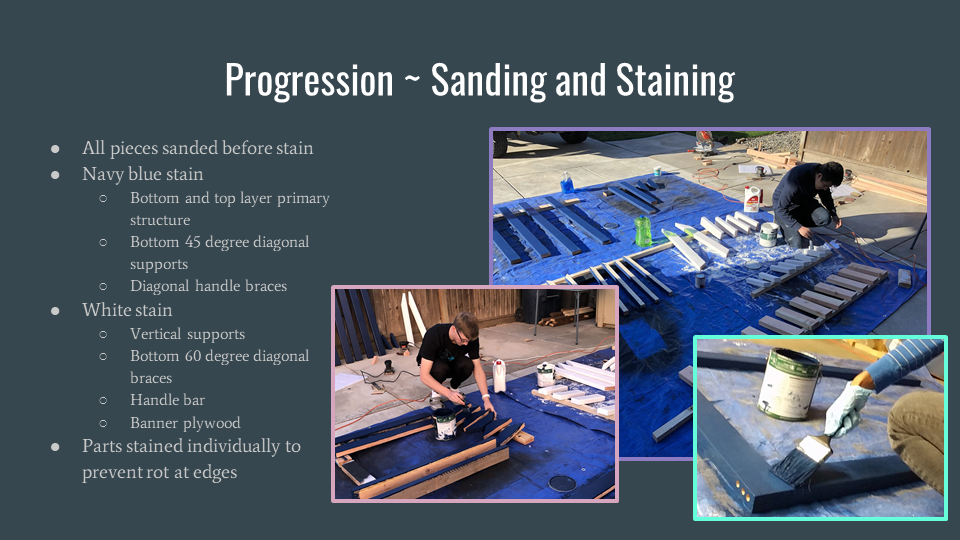 Progression ~ Sanding and Staining
● All pieces sanded before stain
● Navy blue stain
○ Bottom and top layer primary
structure
○ Bottom 45 degree diagonal
supports
○ Diagonal handle braces
● White stain
○ Vertical supports
○ Bottom 60 degree diagonal
braces
○ Handle bar
○ Banner plywood
● Parts stained individually to
prevent rot at edges